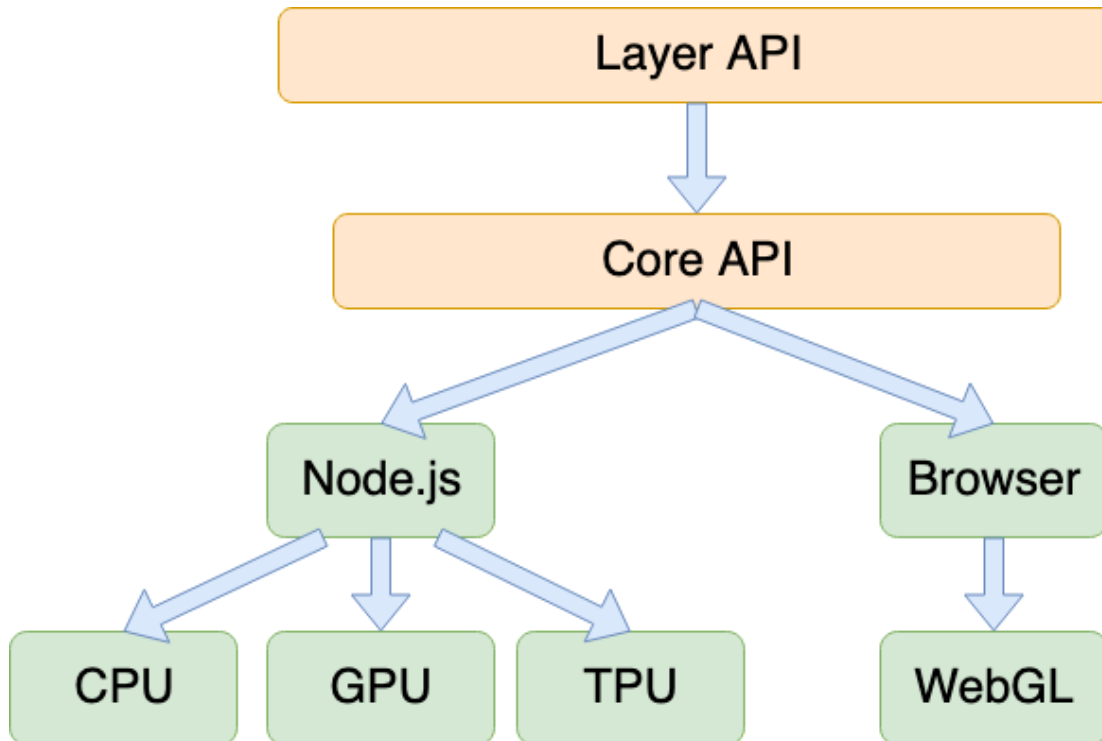 Layer API
Core API
Node.js
Browser
CPU
GPU
TPU
WebGL